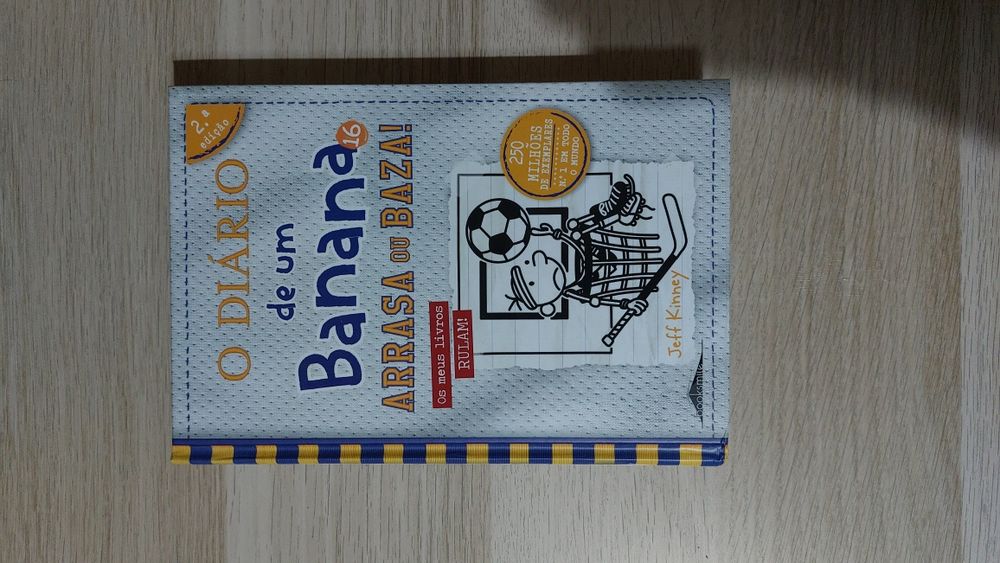 2.ª
edição
O DIÁRIO
de um
Banana
16
ARRASA OU BAZA!
Os meus livros
RULAM!
250
MILHÕES
DE EXEMPLARES
N.º 1 EM TODO
O MUNDO
Jeff Kinney
booksmile